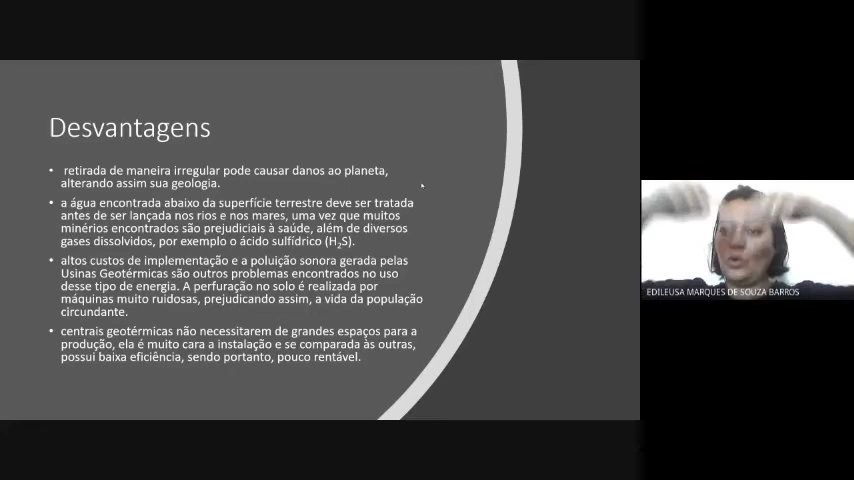 Desvantagens
• retirada de maneira irregular pode causar danos ao planeta,
alterando assim sua geologia.
• a água encontrada abaixo da superfície terrestre deve ser tratada
antes de ser lançada nos rios e nos mares, uma vez que muitos
minérios encontrados são prejudiciais à saúde, além de diversos
gases dissolvidos, por exemplo o ácido sulfídrico (H₂S).
• altos custos de implementação e a poluição sonora gerada pelas
Usinas Geotérmicas são outros problemas encontrados no uso
desse tipo de energia. A perfuração no solo é realizada por
máquinas muito ruidosas, prejudicando assim, a vida da população
circundante.
• centrais geotérmicas não necessitarem de grandes espaços para a
produção, ela é muito cara a instalação e se comparada às outras,
possui baixa eficiência, sendo portanto, pouco rentável.
EDILEUSA MARQUES DE SOUZA BARROS